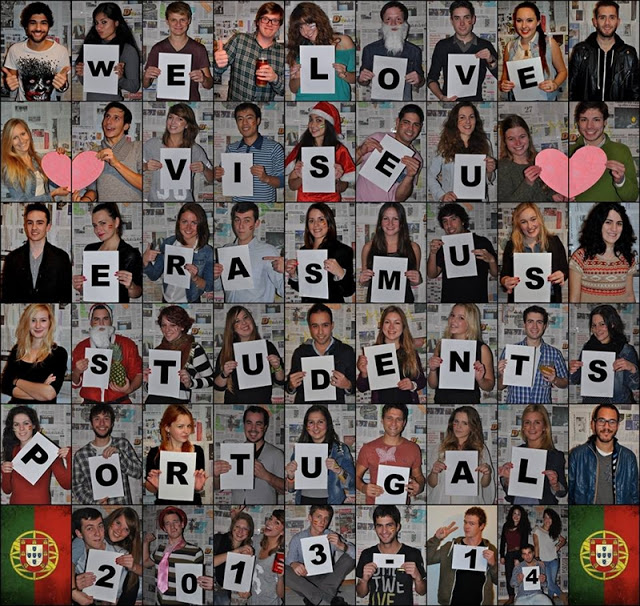 WE LOVE
VISEU
ERASMUS
STUDENTS
PORTUGAL
2013-14